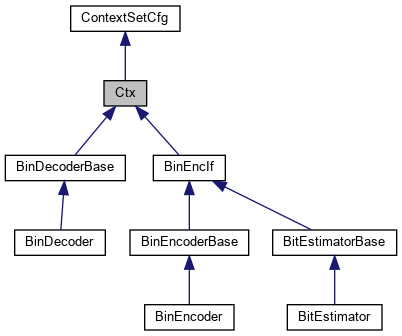 ContextSetCfg
Ctx
BinDecoderBase
BinEncIf
BinDecoder
BinEncoderBase
BitEstimatorBase
BinEncoder
BitEstimator